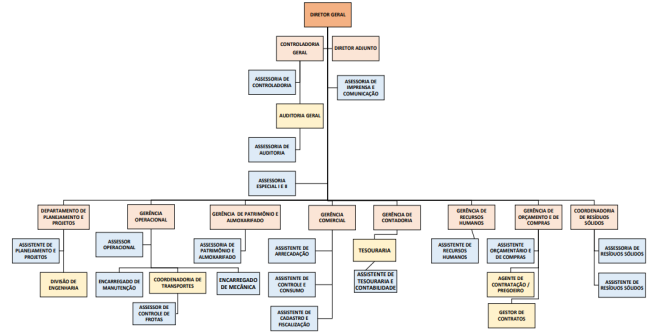 DIRETOR GERAL
CONTROLADORIA
GERAL
DIRETOR ADJUNTO
ASSESSORIA DE
CONTROLADORIA
ASESSORIA DE
IMPRENSA E
COMUNICAÇÃO
AUDITORIA GERAL
ASSESSORIA DE
AUDITORIA
ASSESSORIA
ESPECIAL I E II
DEPARTAMENTO DE
PLANEJAMENTO E
PROJETOS
GERÊNCIA
OPERACIONAL
GERÊNCIA DE PATRIMÔNIO E
ALMOXARIFADO
GERÊNCIA
COMERCIAL
GERÊNCIA DE
CONTADORIA
GERÊNCIA DE
RECURSOS
HUMANOS
GERÊNCIA DE
ORÇAMENTO E DE
COMPRAS
COORDENADORIA
DE RESÍDUOS
SÓLIDOS
ASSISTENTE DE
PLANEJAMENTO E
PROJETOS
ASSESSOR
OPERACIONAL
ASSESSORIA DE
PATRIMÔNIO E
ALMOXARIFADO
ASSISTENTE DE
ARRECADAÇÃO
TESOURARIA
ASSISTENTE DE
RECURSOS
HUMANOS
ASSISTENTE
ORÇAMENTÁRIO E
DE COMPRAS
ASSESSORIA DE
RESÍDUOS SÓLIDOS
DIVISÃO DE
ENGENHARIA
ENCARREGADO DE
MANUTENÇÃO
COORDENADORIA DE
TRANSPORTES
ENCARREGADO
DE MECÂNICA
ASSISTENTE DE
CONTROLE E
CONSUMO
ASSISTENTE DE
TESOURARIA E
CONTABILIDADE
AGENTE DE
CONTRATAÇÃO /
PREGOEIRO
ASSISTENTE DE
RESÍDUOS SÓLIDOS
ASSESSOR DE
CONTROLE DE
FROTAS
ASSISTENTE DE
CADASTRO E
FISCALIZAÇÃO
GESTOR DE
CONTRATOS